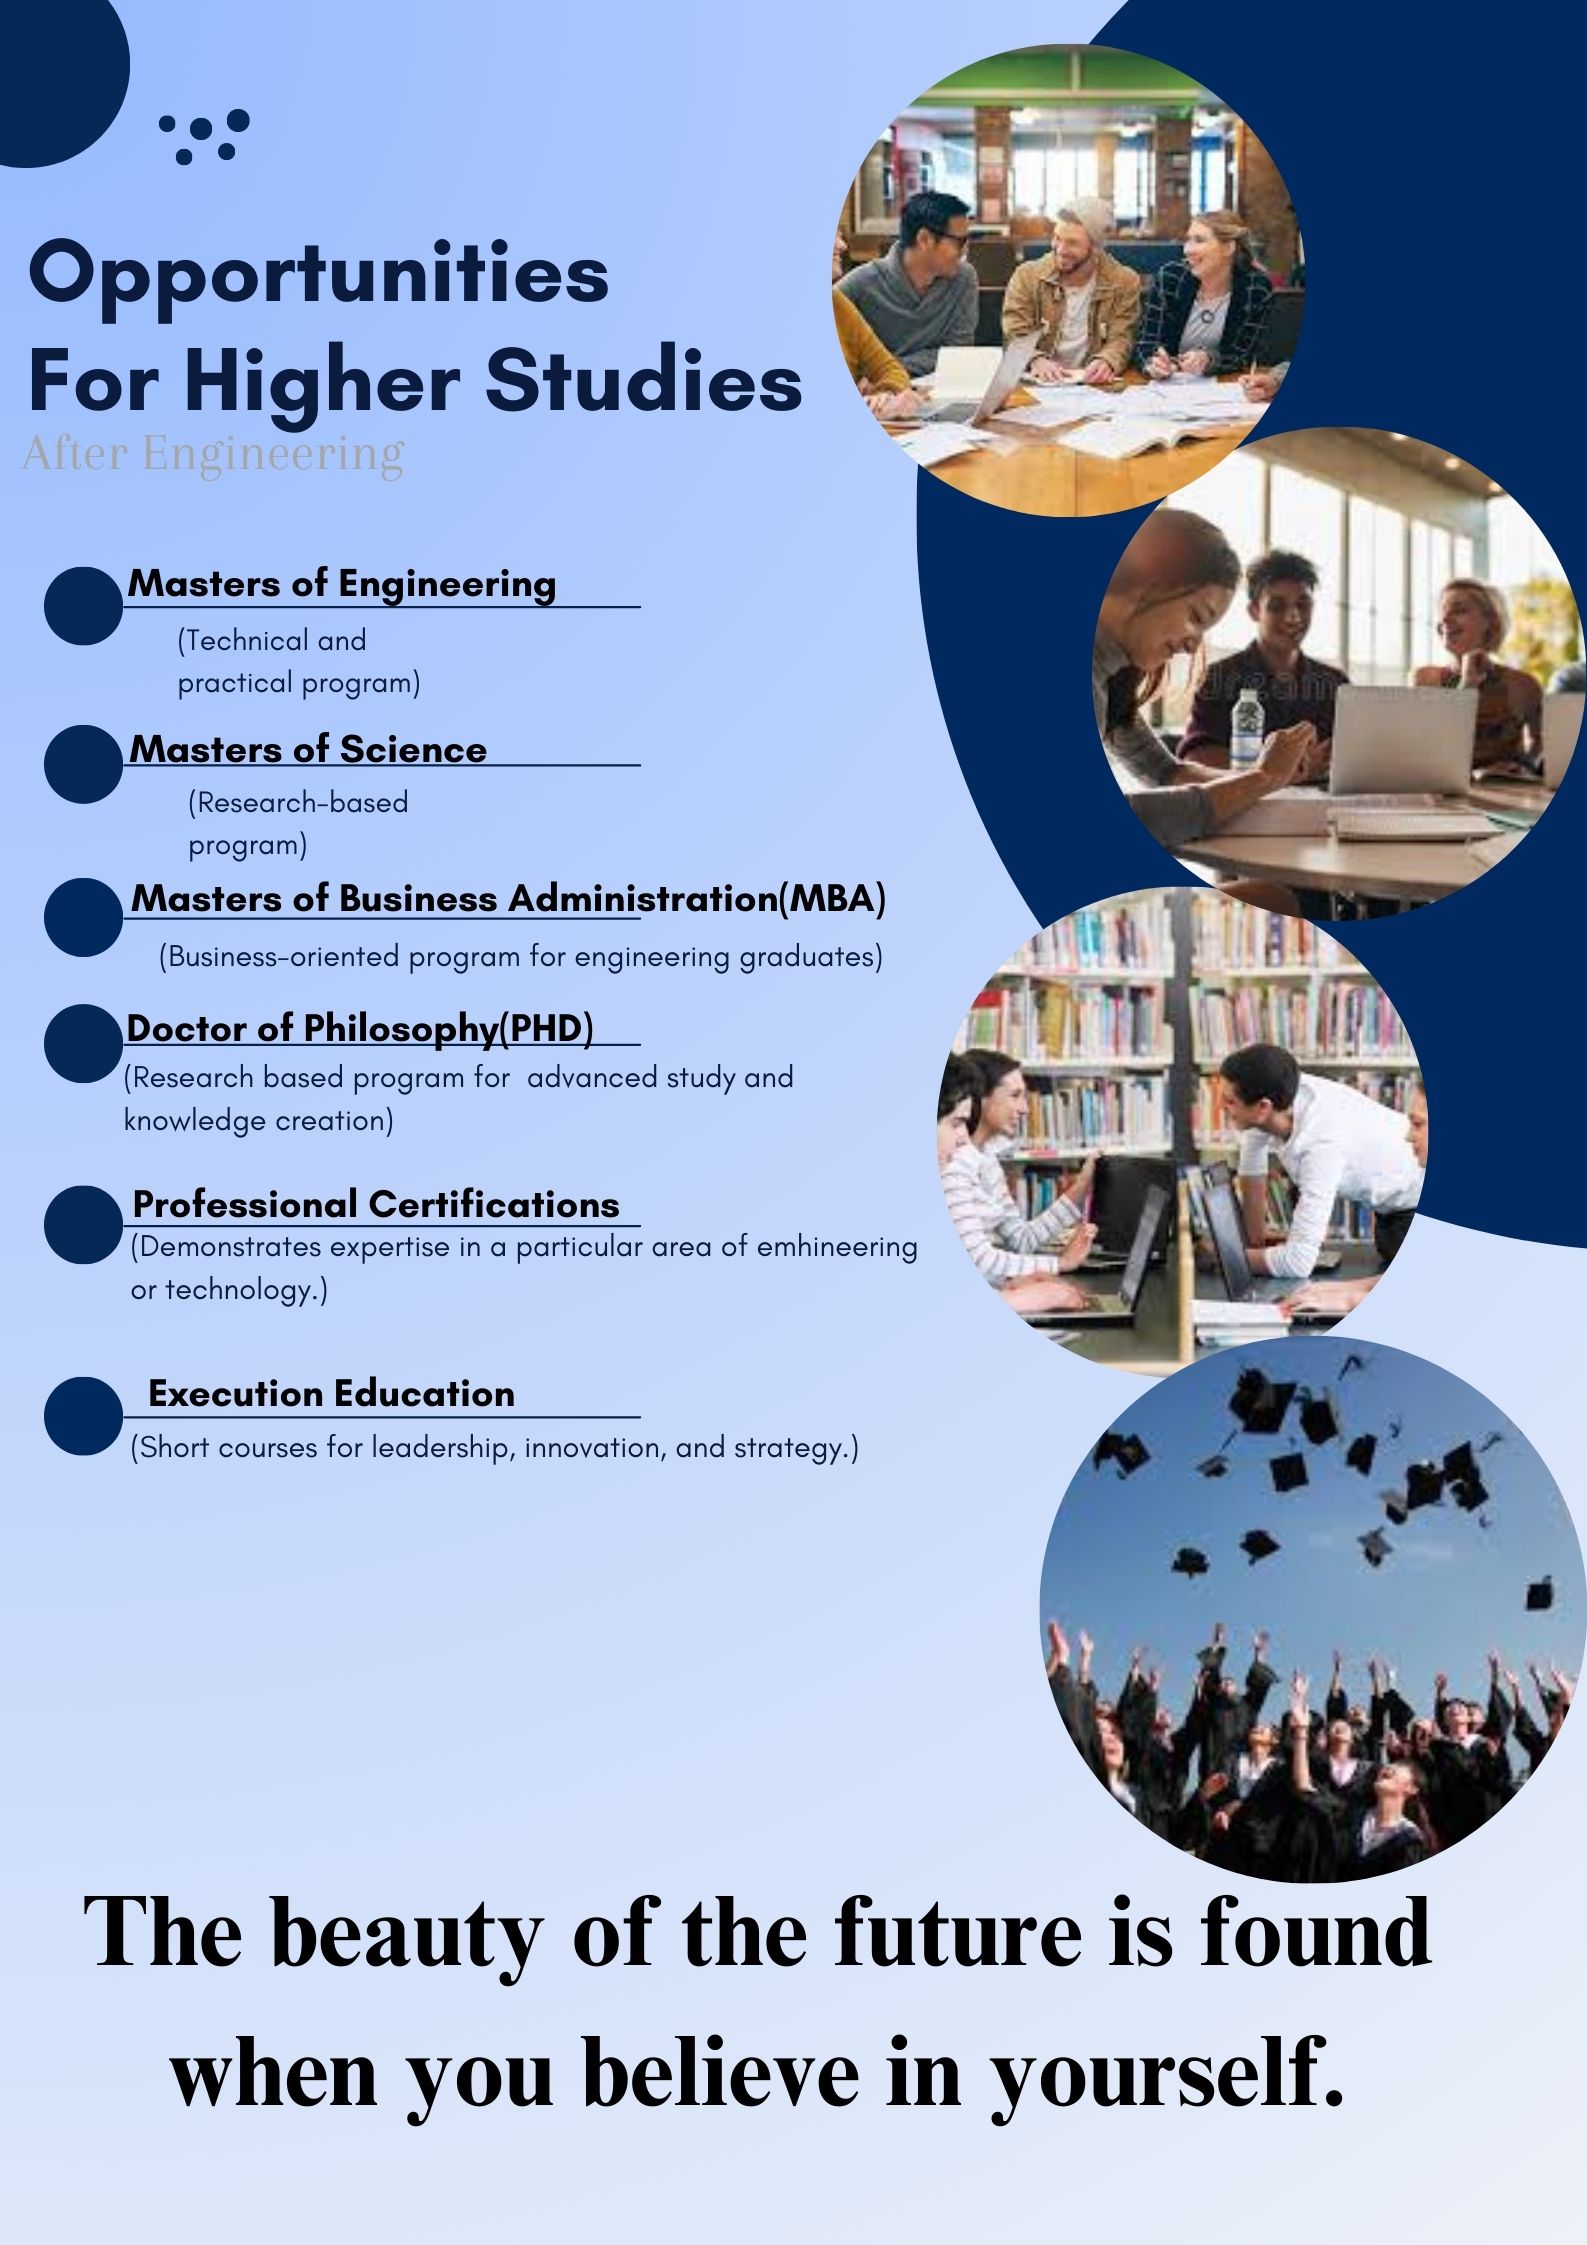 Opportunities
For Higher Studies
After Engineering
Masters of Engineering
(Technical and
practical program)
Masters of Science
(Research-based
program)
Masters of Business Administration(MBA)
(Business-oriented program for engineering graduates)
Doctor of Philosophy(PHD)
(Research based program for  advanced study and
knowledge creation)
Professional Certifications
(Demonstrates expertise in a particular area of emhineering
or technology.)
Execution Education
(Short courses for leadership, innovation, and strategy.)
The beauty of the future is found
when you believe in yourself.